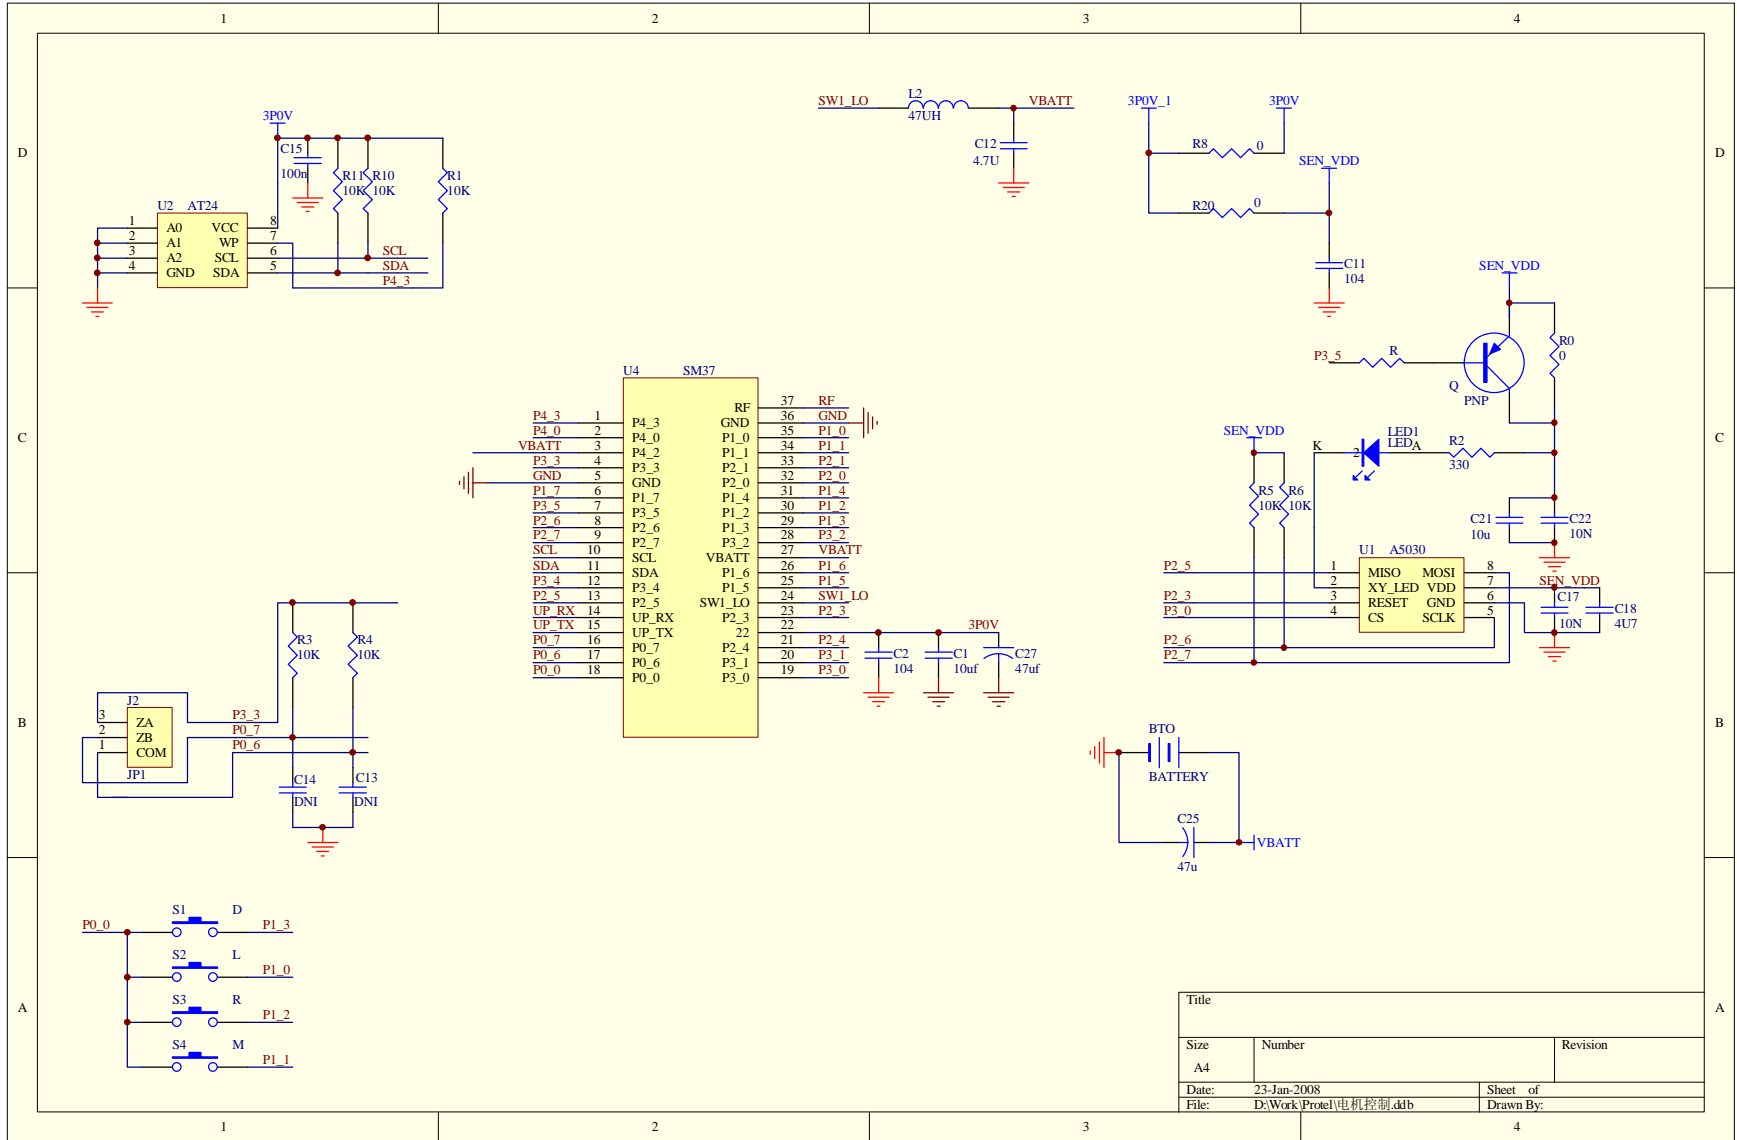 1 2 3 4
D
C
B
A
D
C
B
A
1 2 3 4
3P0V
C15
100n
R11
10K
R10
10K
R1
10K
U2 AT24
1 A0 VCC 8
2 A1 WP 7
3 A2 SCL 6
4 GND SDA 5
SCL
SDA
P4_3
SW1_LO
L2
47UH
VBATT
C12
4.7U
3P0V_1
3P0V
R8 0
SEN_VDD
R20 0
C11
104
SEN_VDD
P3_5
R
R0
0
Q
PNP
SEN_VDD
K
2
LED1
LED
A
R2
330
R5
10K
R6
10K
C21
10u
C22
10N
U1 A5030
P2_5 1 MISO MOSI 8
2 XY_LED VDD 7 SEN_VDD
P2_3 3 RESET GND 6
P3_0 4 CS SCLK 5
P2_6
P2_7
C17
10N
C18
4U7
U4 SM37
RF 37 RF
P4_3 1 P4_3 GND 36 GND
P4_0 2 P4_0 P1_0 35 P1_0
VBATT 3 P4_2 P1_1 34 P1_1
P3_3 4 P3_3 P2_1 33 P2_1
GND 5 GND P2_0 32 P2_0
P1_7 6 P1_7 P1_4 31 P1_4
P3_5 7 P3_5 P1_2 30 P1_2
P2_6 8 P2_6 P1_3 29 P1_3
P2_7 9 P2_7 P3_2 28 P3_2
SCL 10 SCL VBATT 27 VBATT
SDA 11 SDA P1_6 26 P1_6
P3_4 12 P3_4 P1_5 25 P1_5
P2_5 13 P2_5 SW1_LO 24 SW1_LO
UP_RX 14 UP_RX P2_3 23 P2_3
UP_TX 15 UP_TX 22 22 3P0V
P0_7 16 P0_7 P2_4 21 P2_4
P0_6 17 P0_6 P3_1 20 P3_1
P0_0 18 P0_0 P3_0 19 P3_0
C2
104
C1
10uf
C27
47uf
R3
10K
R4
10K
J2
3 ZA P3_3
2 ZB P0_7
1 COM P0_6
JP1
C14
DNI
C13
DNI
BTO
BATTERY
C25
47u
VBATT
P0_0
S1 D
P1_3
S2 L
P1_0
S3 R
P1_2
S4 M
P1_1
Title
Size Number Revision
A4
Date: 23-Jan-2008 Sheet of
File: D:\Work\Protel\电机控制.ddb Drawn By: